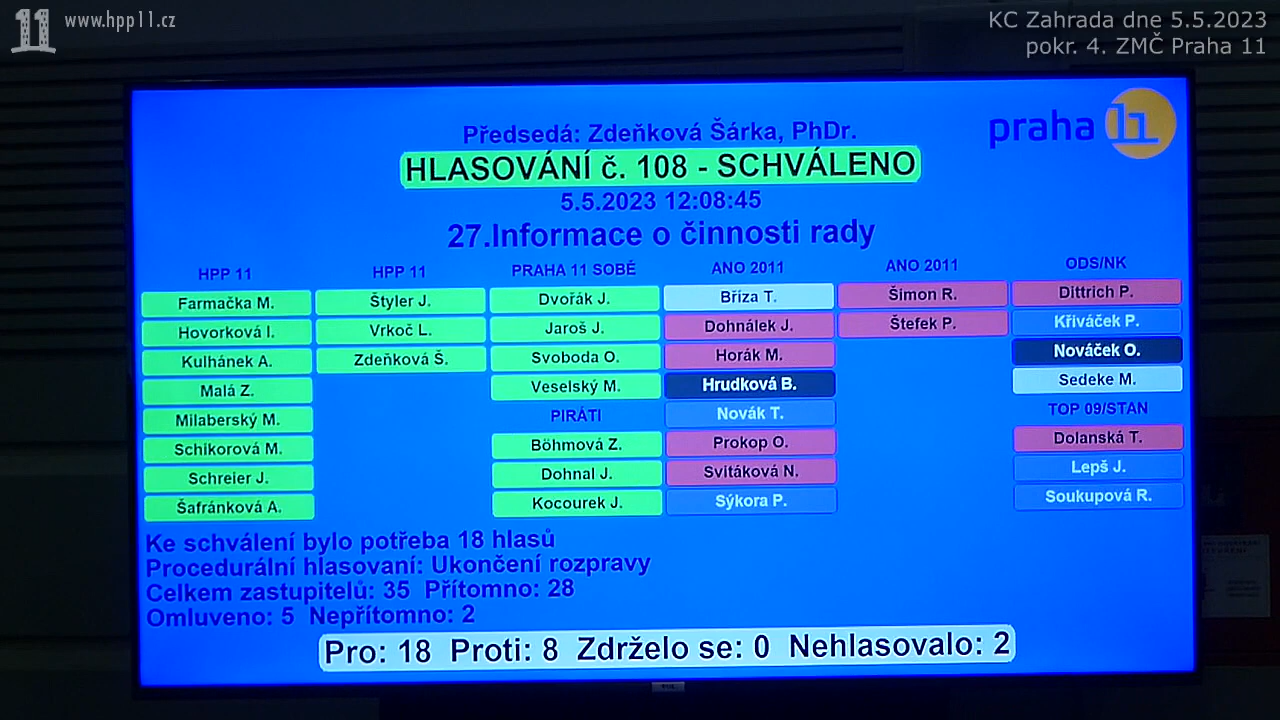 11 www.hpp11.cz
KC Zahrada dne 5.5.2023
pokr. 4. ZMČ Praha 11
praha 11
Předsedá: Zdeňková Šárka, PhDr.
HLASOVÁNÍ č. 108 - SCHVÁLENO
5.5.2023 12:08:45
27.Informace o činnosti rady
HPP 11
Farmačka M.
Hovorková I.
Kulhánek A.
Malá Z.
Milaberský M.
Schikorová M.
Schreier J.
Šafránková A.
HPP 11
Štyler J.
Vrkoč L.
Zdeňková Š.
PRAHA 11 SOBĚ
Dvořák J.
Jaroš J.
Svoboda O.
Veselský M.
PIRÁTI
Böhmová Z.
Dohnal J.
Kocourek J.
ANO 2011
Bříza T.
Dohnálek J.
Horák M.
Hrudková B.
Novák T.
Prokop O.
Svitáková N.
Sýkora P.
ANO 2011
Šimon R.
Štefek P.
ODS/NK
Dittrich P.
Křiváček P.
Nováček O.
Sedeke M.
TOP 09/STAN
Dolanská T.
Lepš J.
Soukupová R.
Ke schválení bylo potřeba 18 hlasů
Procedurální hlasovaní: Ukončení rozpravy
Celkem zastupitelů: 35 Přítomno: 28
Omluveno: 5 Nepřítomno: 2
Pro: 18 Proti: 8 Zdrželo se: 0 Nehlasovalo: 2